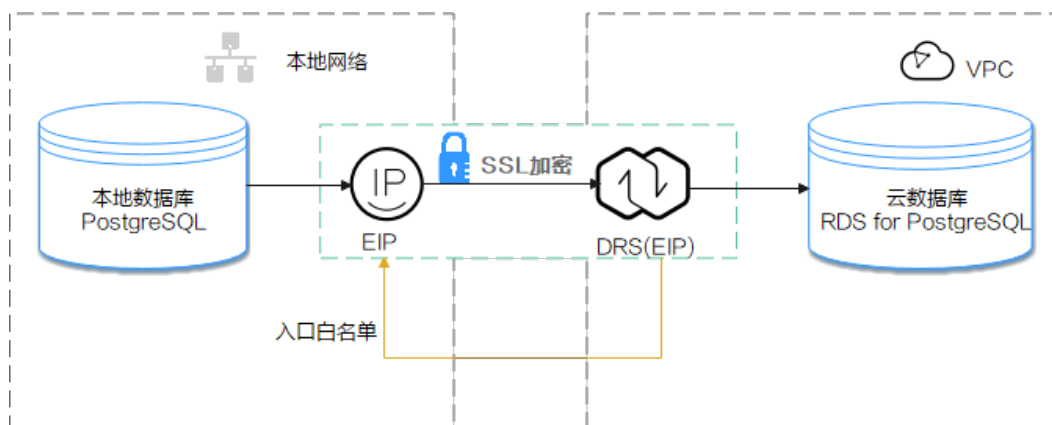 本地网络
VPC
本地数据库
PostgreSQL
IP
EIP
SSL加密
DRS(EIP)
云数据库
RDS for PostgreSQL
入口白名单